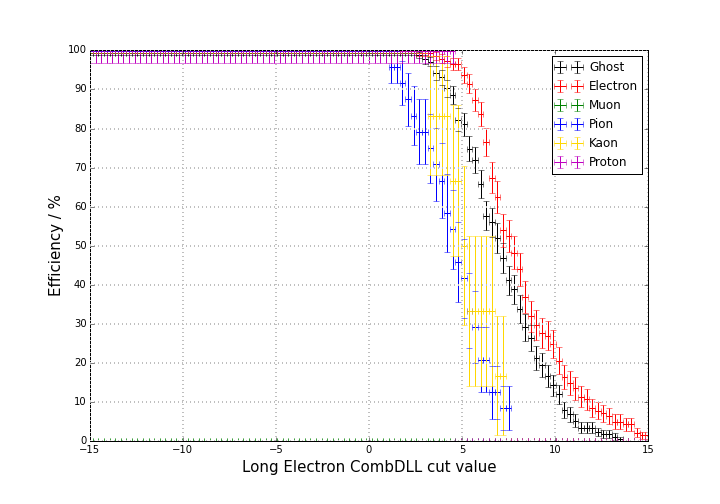 100
90
80
70
60
50
40
30
20
10
0
Efficiency / %
Ghost
Electron
Muon
Pion
Kaon
Proton
−15
−10
−5
0
5
10
15
Long Electron CombDLL cut value